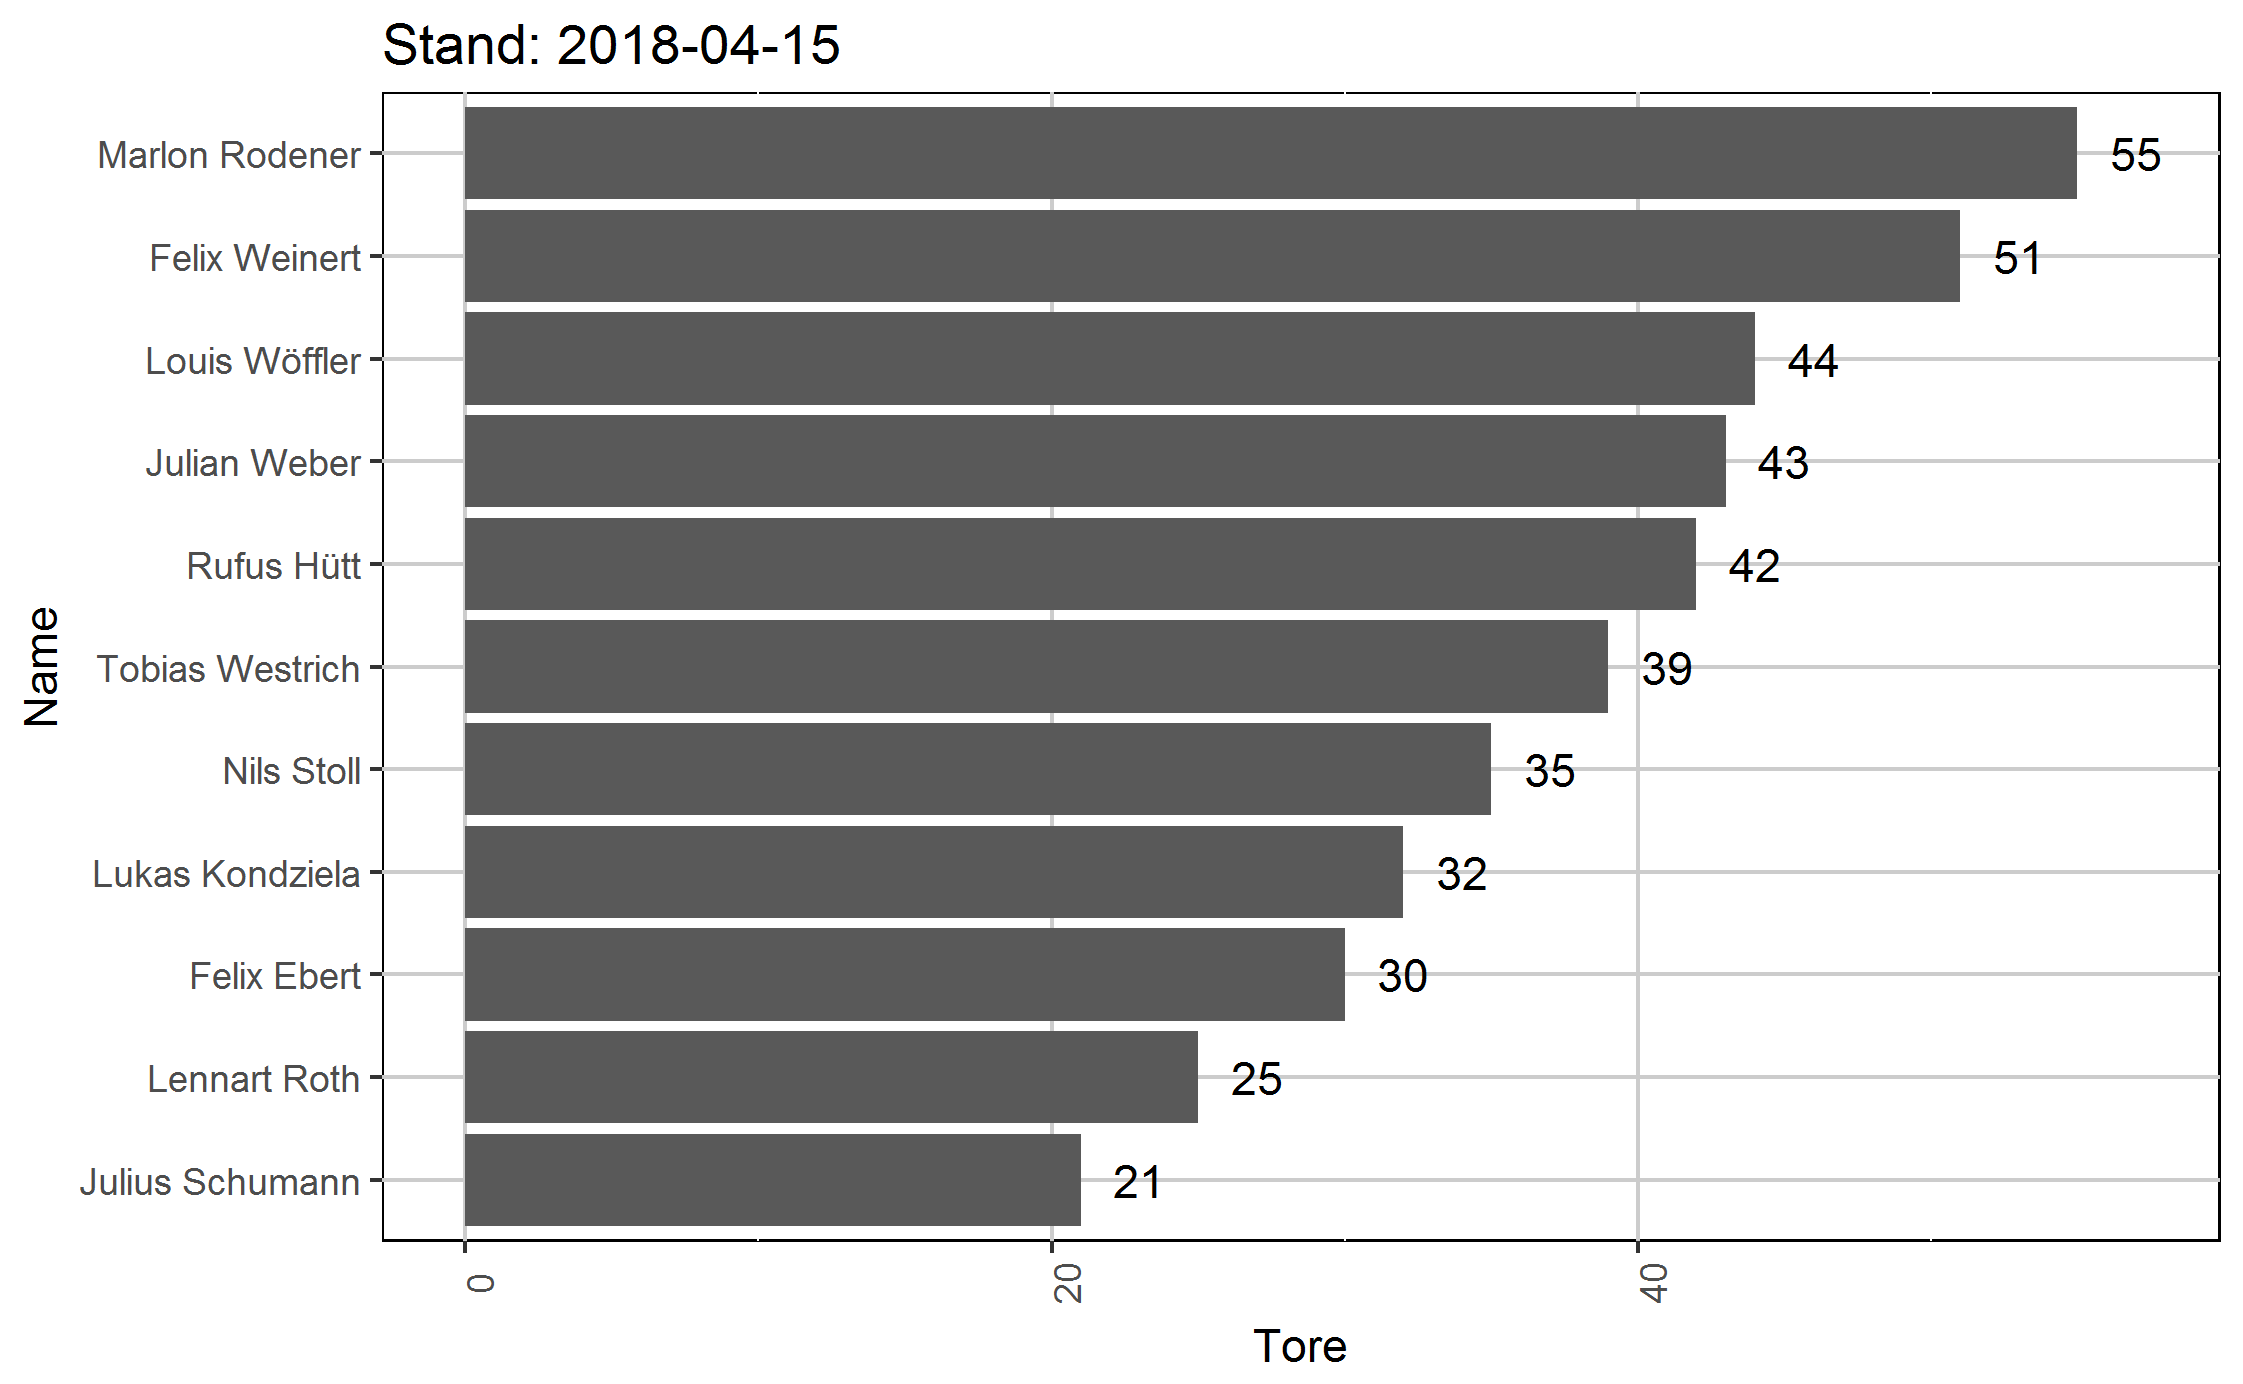 Stand: 2018-04-15
Marlon Rodener 55
Felix Weinert 51
Louis Wöffler 44
Julian Weber 43
Rufus Hütt 42
Tobias Westrich 39
Nils Stoll 35
Lukas Kondziela 32
Felix Ebert 30
Lennart Roth 25
Julius Schumann 21
Name
0 20 40
Tore